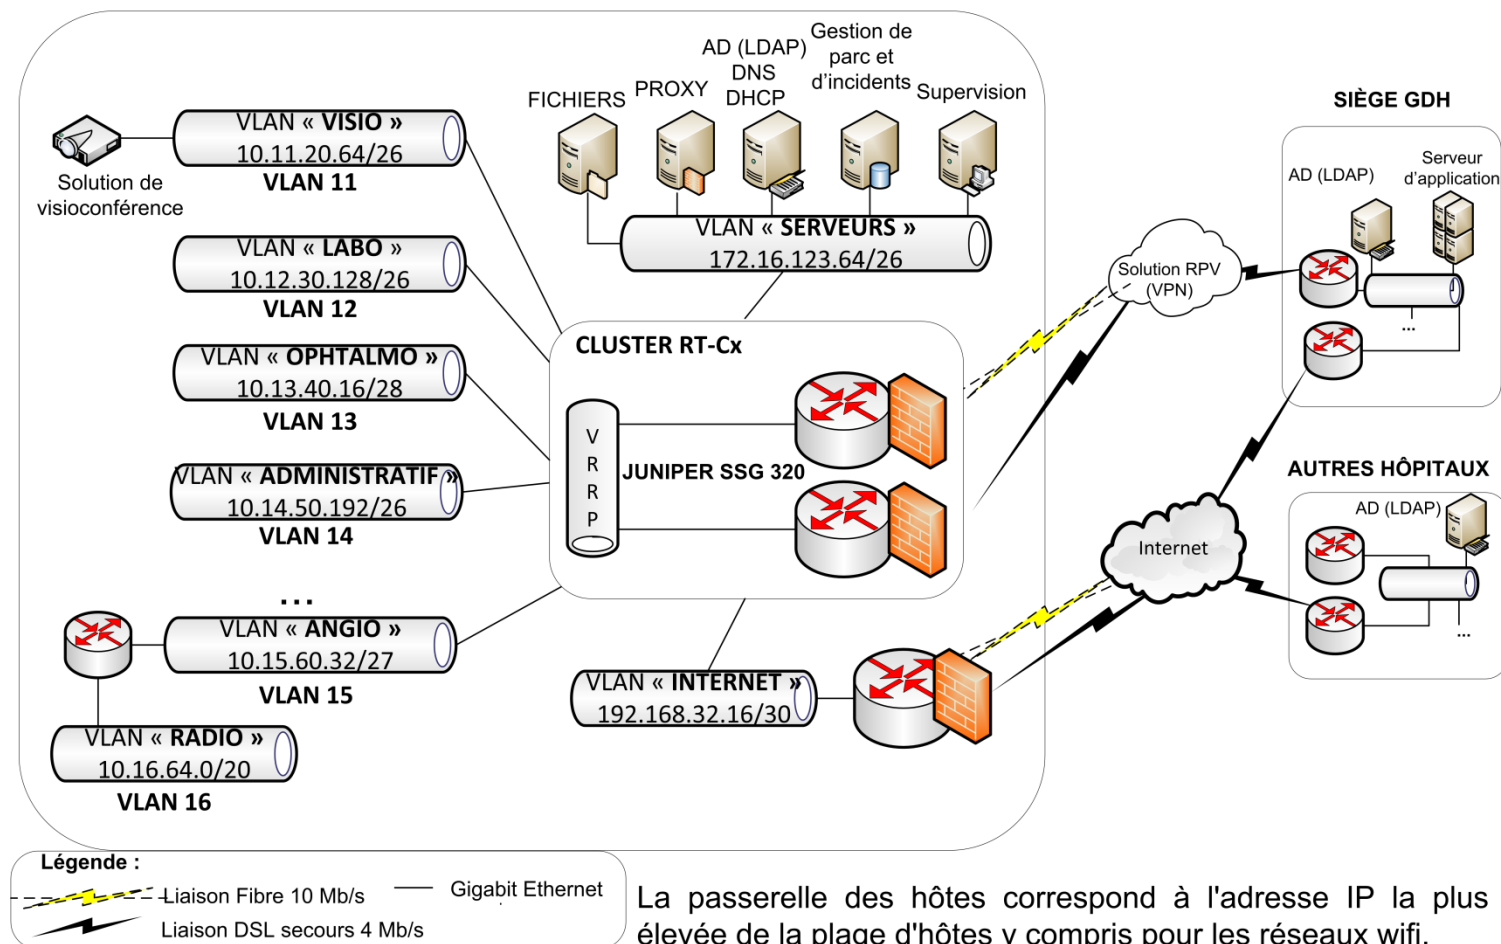 Gestion de
parc et
d'incidents
AD (LDAP)
DNS
DHCP
FICHIERS
PROXY
Supervision
SIÈGE GDH
VLAN « VISIO »
10.11.20.64/26
VLAN 11
Solution de
visioconférence
AD (LDAP)
Serveur
d'application
VLAN « SERVEURS »
172.16.123.64/26
VLAN « LABO »
10.12.30.128/26
VLAN 12
Solution RPV
(VPN)
...
CLUSTER RT-Cx
VLAN « OPHTALMO »
10.13.40.16/28
VLAN 13
V
R
R
P
JUNIPER SSG 320
VLAN « ADMINISTRATIF »
10.14.50.192/26
VLAN 14
AUTRES HÔPITAUX
AD (LDAP)
Internet
...
...
VLAN « ANGIO »
10.15.60.32/27
VLAN 15
VLAN « INTERNET »
192.168.32.16/30
VLAN « RADIO »
10.16.64.0/20
VLAN 16
Légende :
Liaison Fibre 10 Mb/s
Gigabit Ethernet
Liaison DSL secours 4 Mb/s
La passerelle des hôtes correspond à l'adresse IP la plus
élevée de la plage d'hôtes y compris pour les réseaux wifi.